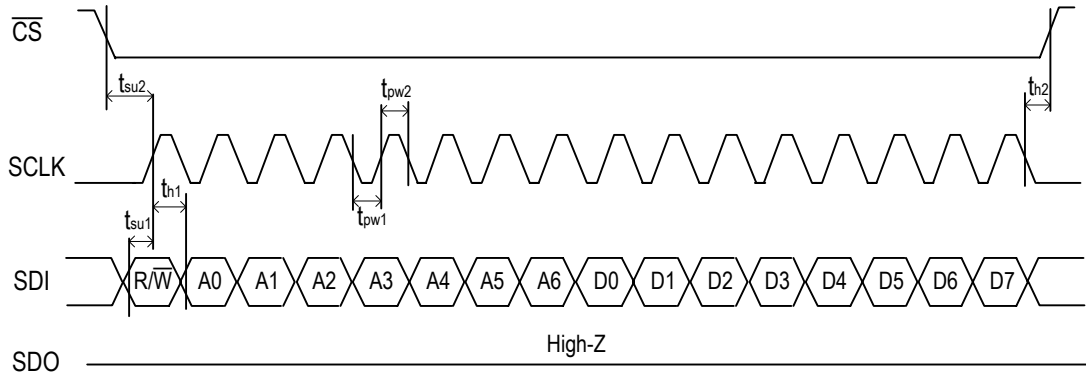 CS
tsu2
tpw2
th2
SCLK
th1
tpw1
tsu1
SDI
R/W A0 A1 A2 A3 A4 A5 A6 D0 D1 D2 D3 D4 D5 D6 D7
High-Z
SDO